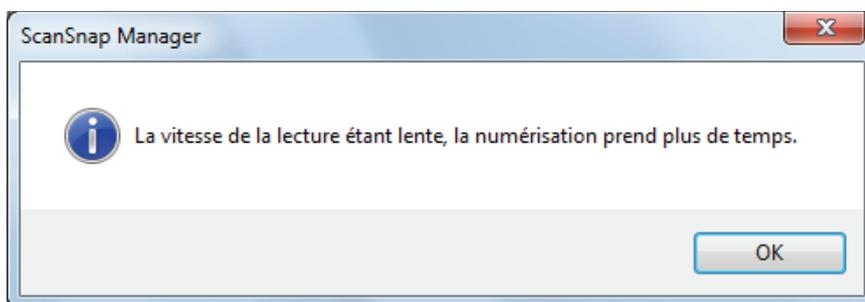 ScanSnap Manager
La vitesse de la lecture étant lente, la numérisation prend plus de temps.
OK